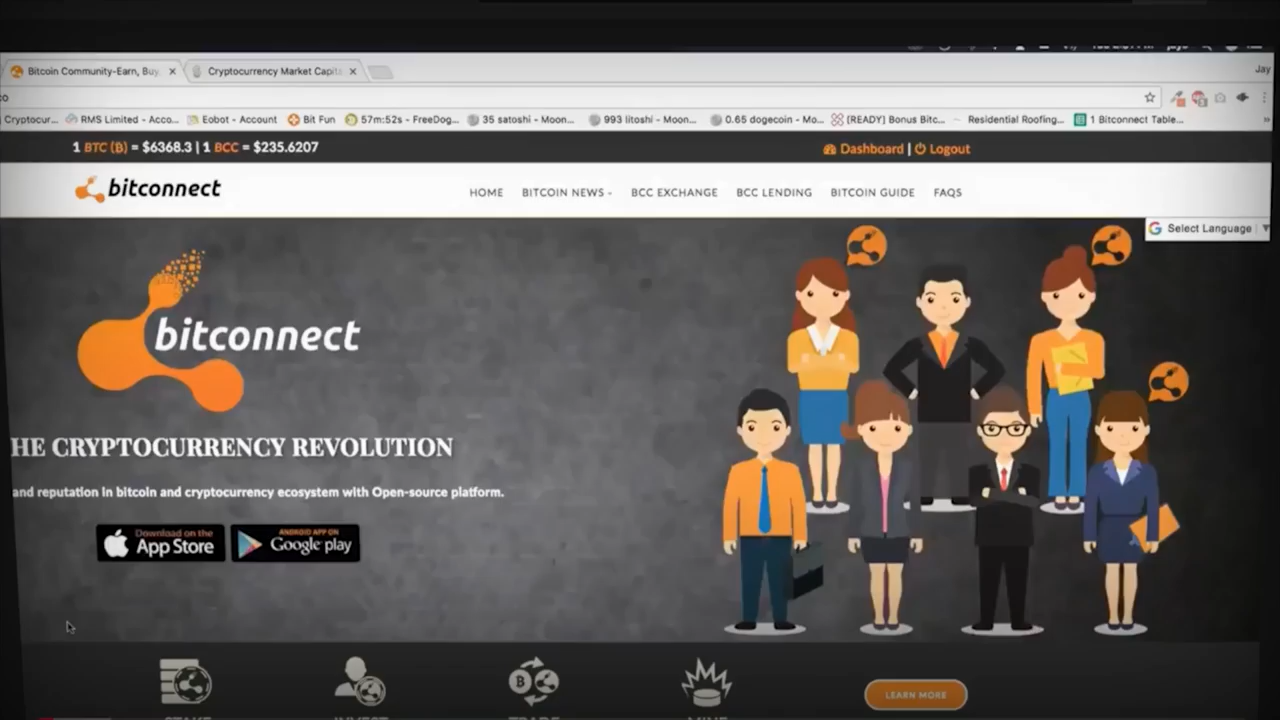 Bitcoin Community-Earn, Buy,
Cryptocurrency Market Capit
Jay
Cryptocur...
RMS Limited - Acco...
Eobot - Account
Bit Fun
57m:52s - FreeDog...
35 satoshi - Moon...
993 litoshi - Moon...
0.65 dogecoin - Mo...
(READY) Bonus Bitc...
Residential Roofing...
1 Bitconnect Table...
1 BTC (₿) = $6368.3 | 1 BCC = $235.6207
Dashboard | Logout
bitconnect
HOME
BITCOIN NEWS
BCC EXCHANGE
BCC LENDING
BITCOIN GUIDE
FAQS
Select Language
bitconnect
HE CRYPTOCURRENCY REVOLUTION
and reputation in bitcoin and cryptocurrency ecosystem with Open-source platform.
Download on the
App Store
ANDROID APP ON
Google play
LEARN MORE